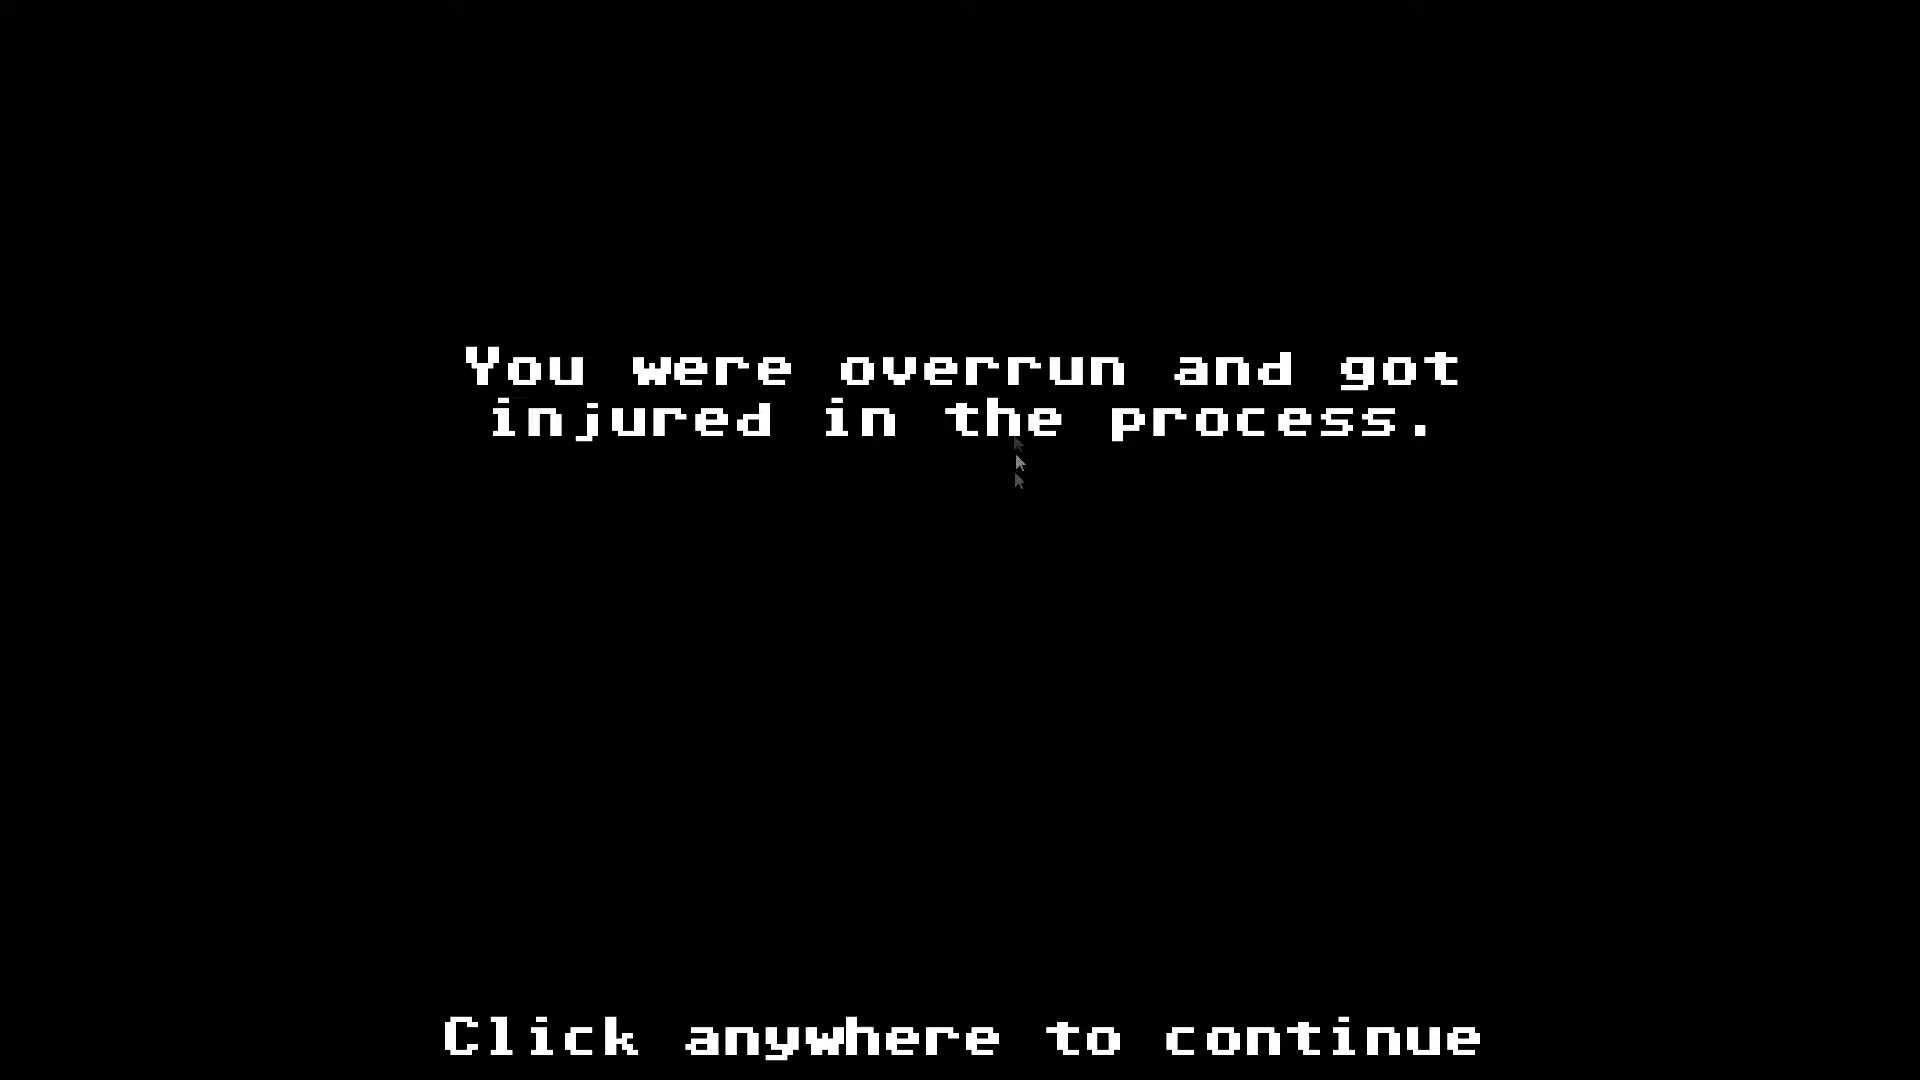 You were overrun and got
injured in the process.
Click anywhere to continue